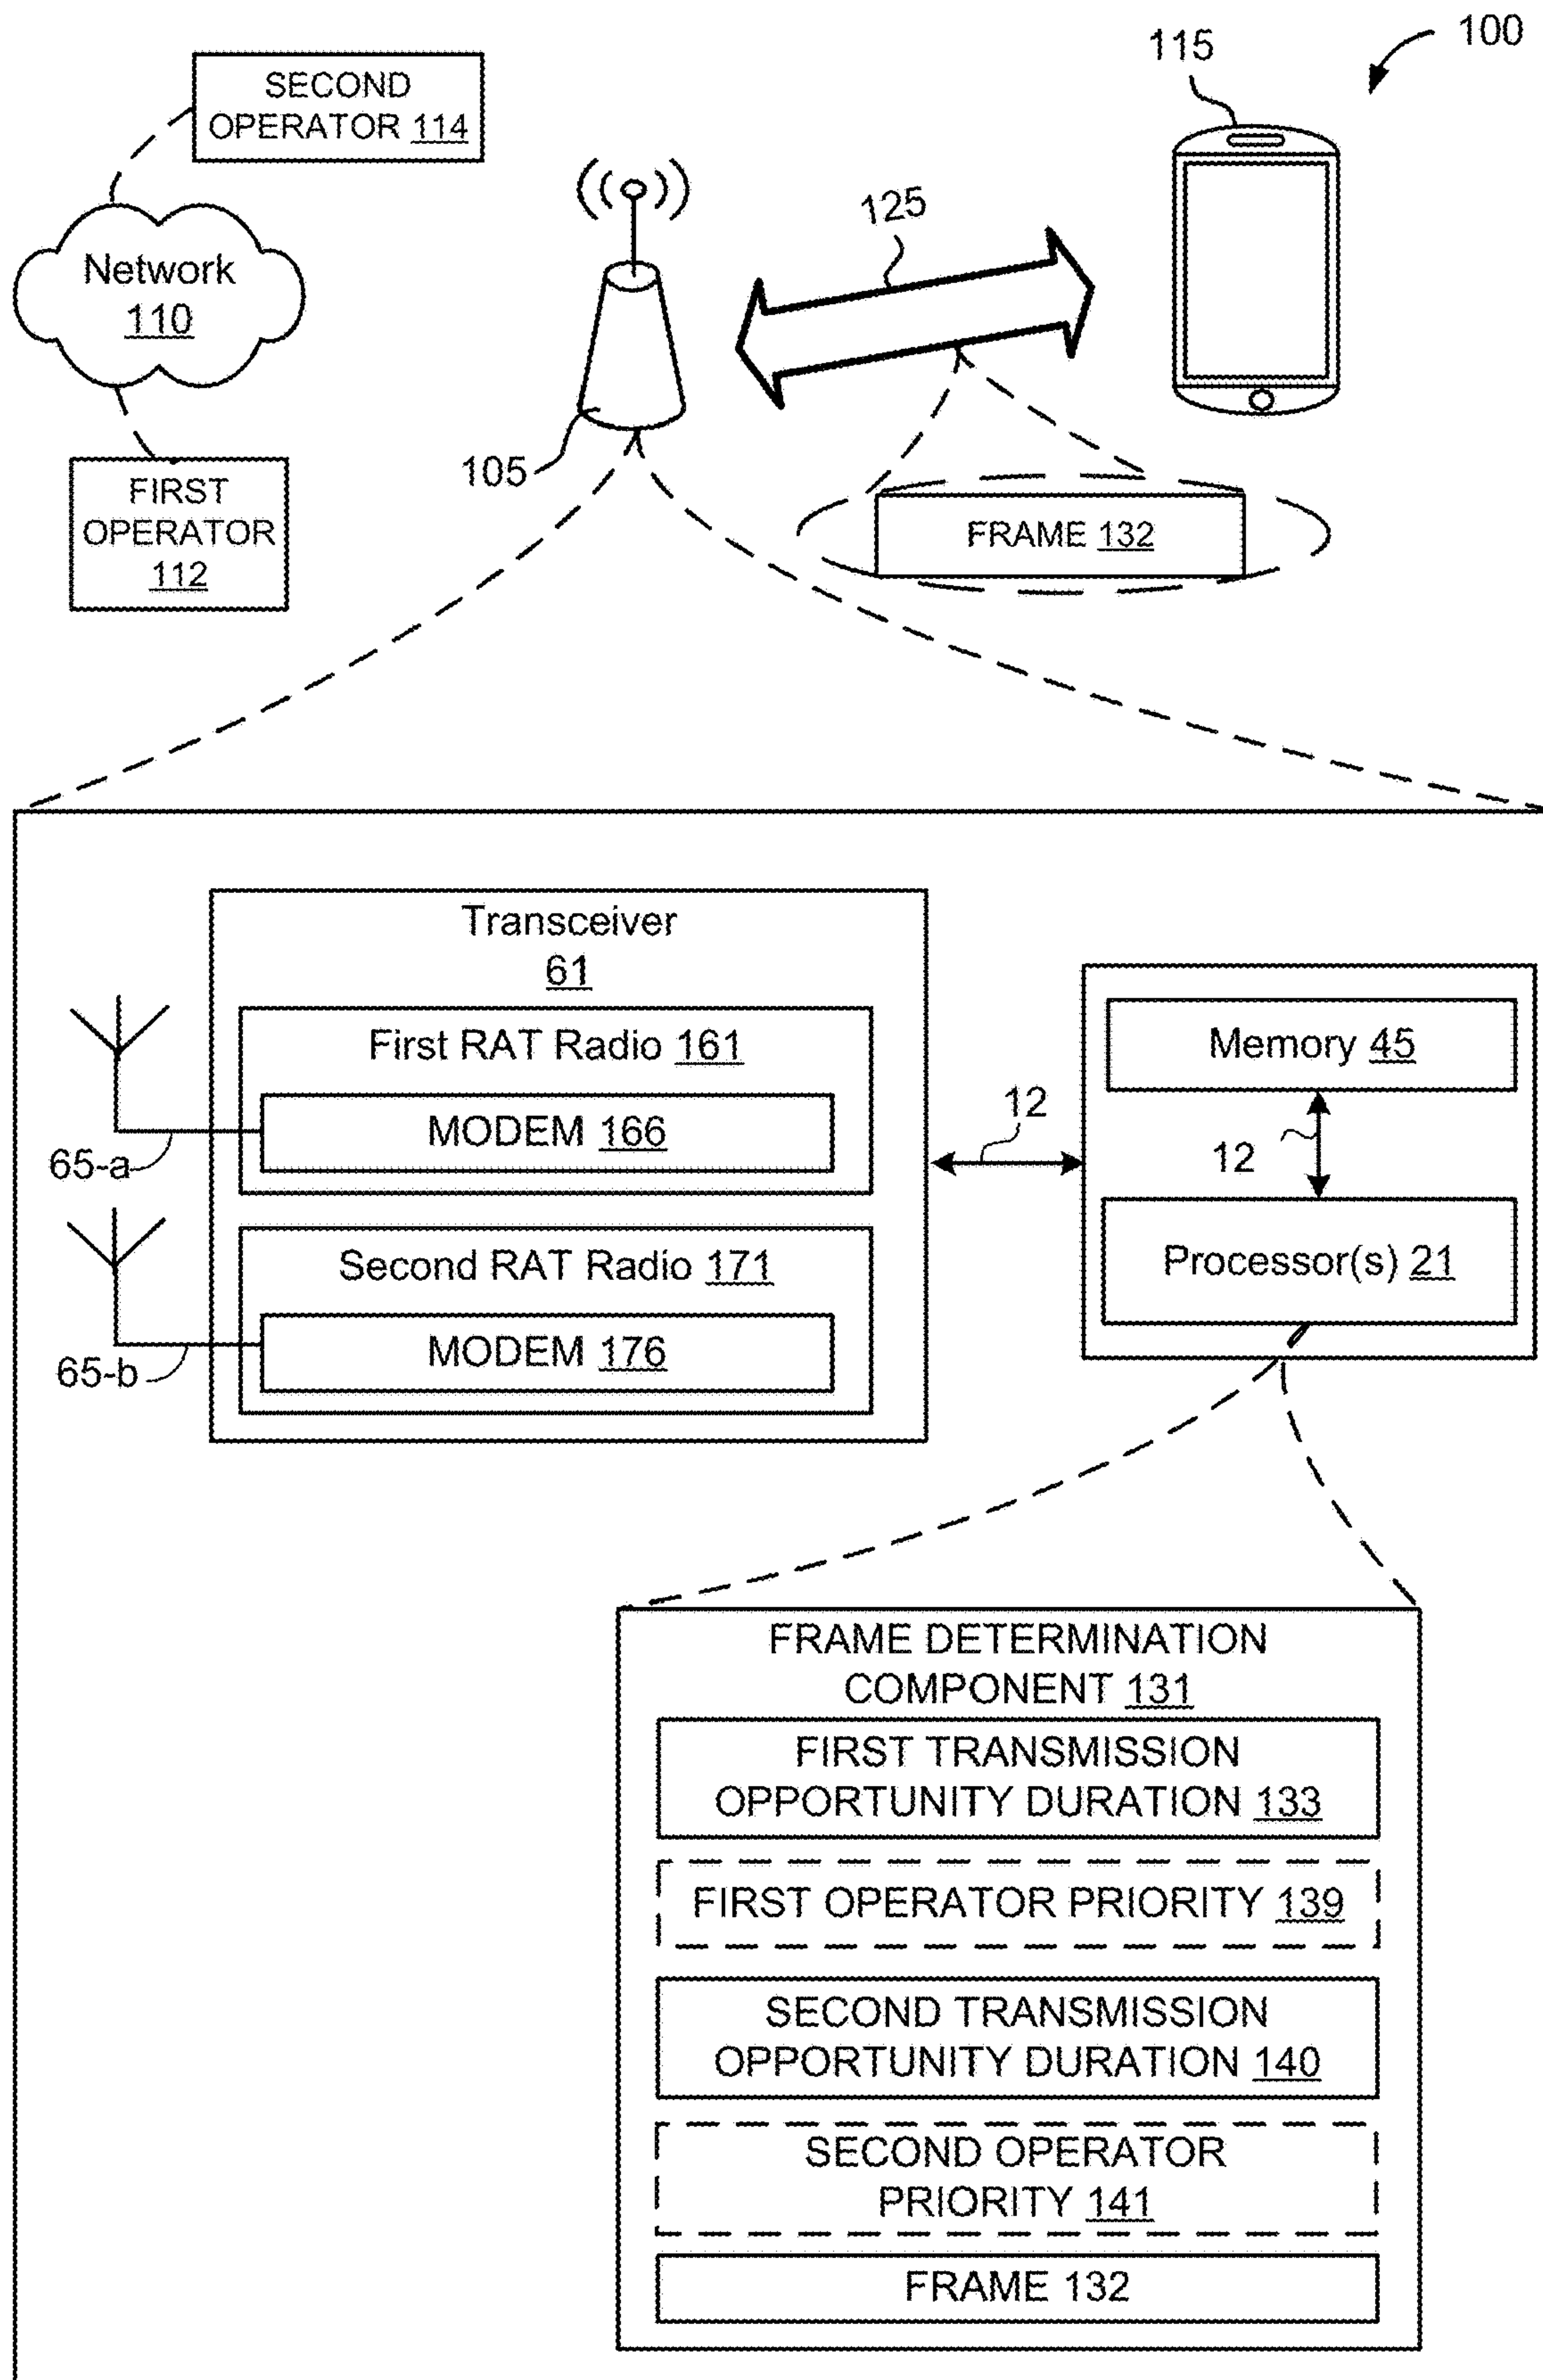 100
115
SECOND
OPERATOR 114
125
Network
110
105
FIRST
OPERATOR
112
FRAME 132
Transceiver
61
First RAT Radio 161
MODEM 166
65-a
Second RAT Radio 171
MODEM 176
65-b
12
Memory 45
12
Processor(s) 21
FRAME DETERMINATION
COMPONENT 131
FIRST TRANSMISSION
OPPORTUNITY DURATION 133
FIRST OPERATOR PRIORITY 139
SECOND TRANSMISSION
OPPORTUNITY DURATION 140
SECOND OPERATOR
PRIORITY 141
FRAME 132